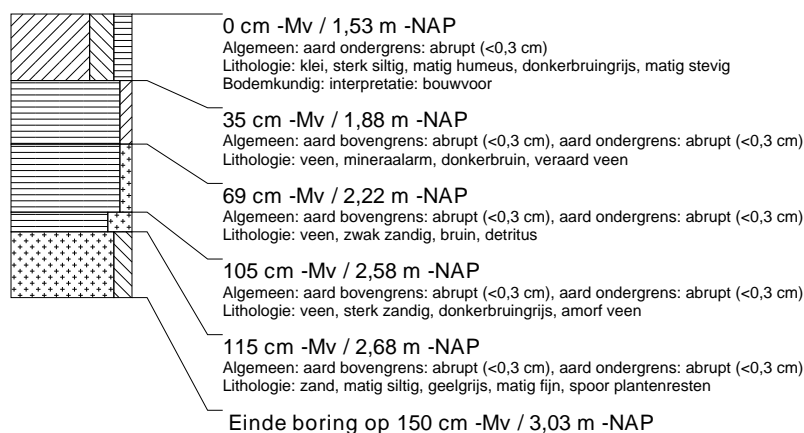 0 cm -Mv / 1,53 m -NAP
Algemeen: aard ondergrens: abrupt (<0,3 cm)
Lithologie: klei, sterk siltig, matig humeus, donkerbruingrijs, matig stevig
Bodemkundig: interpretatie: bouwvoor
35 cm -Mv / 1,88 m -NAP
Algemeen: aard bovengrens: abrupt (<0,3 cm), aard ondergrens: abrupt (<0,3 cm)
Lithologie: veen, mineraalarm, donkerbruin, veraard veen
69 cm -Mv / 2,22 m -NAP
Algemeen: aard bovengrens: abrupt (<0,3 cm), aard ondergrens: abrupt (<0,3 cm)
Lithologie: veen, zwak zandig, bruin, detritus
105 cm -Mv / 2,58 m -NAP
Algemeen: aard bovengrens: abrupt (<0,3 cm), aard ondergrens: abrupt (<0,3 cm)
Lithologie: veen, sterk zandig, donkerbruingrijs, amorf veen
115 cm -Mv / 2,68 m -NAP
Algemeen: aard bovengrens: abrupt (<0,3 cm), aard ondergrens: abrupt (<0,3 cm)
Lithologie: zand, matig siltig, geelgrijs, matig fijn, spoor plantenresten
Einde boring op 150 cm -Mv / 3,03 m -NAP